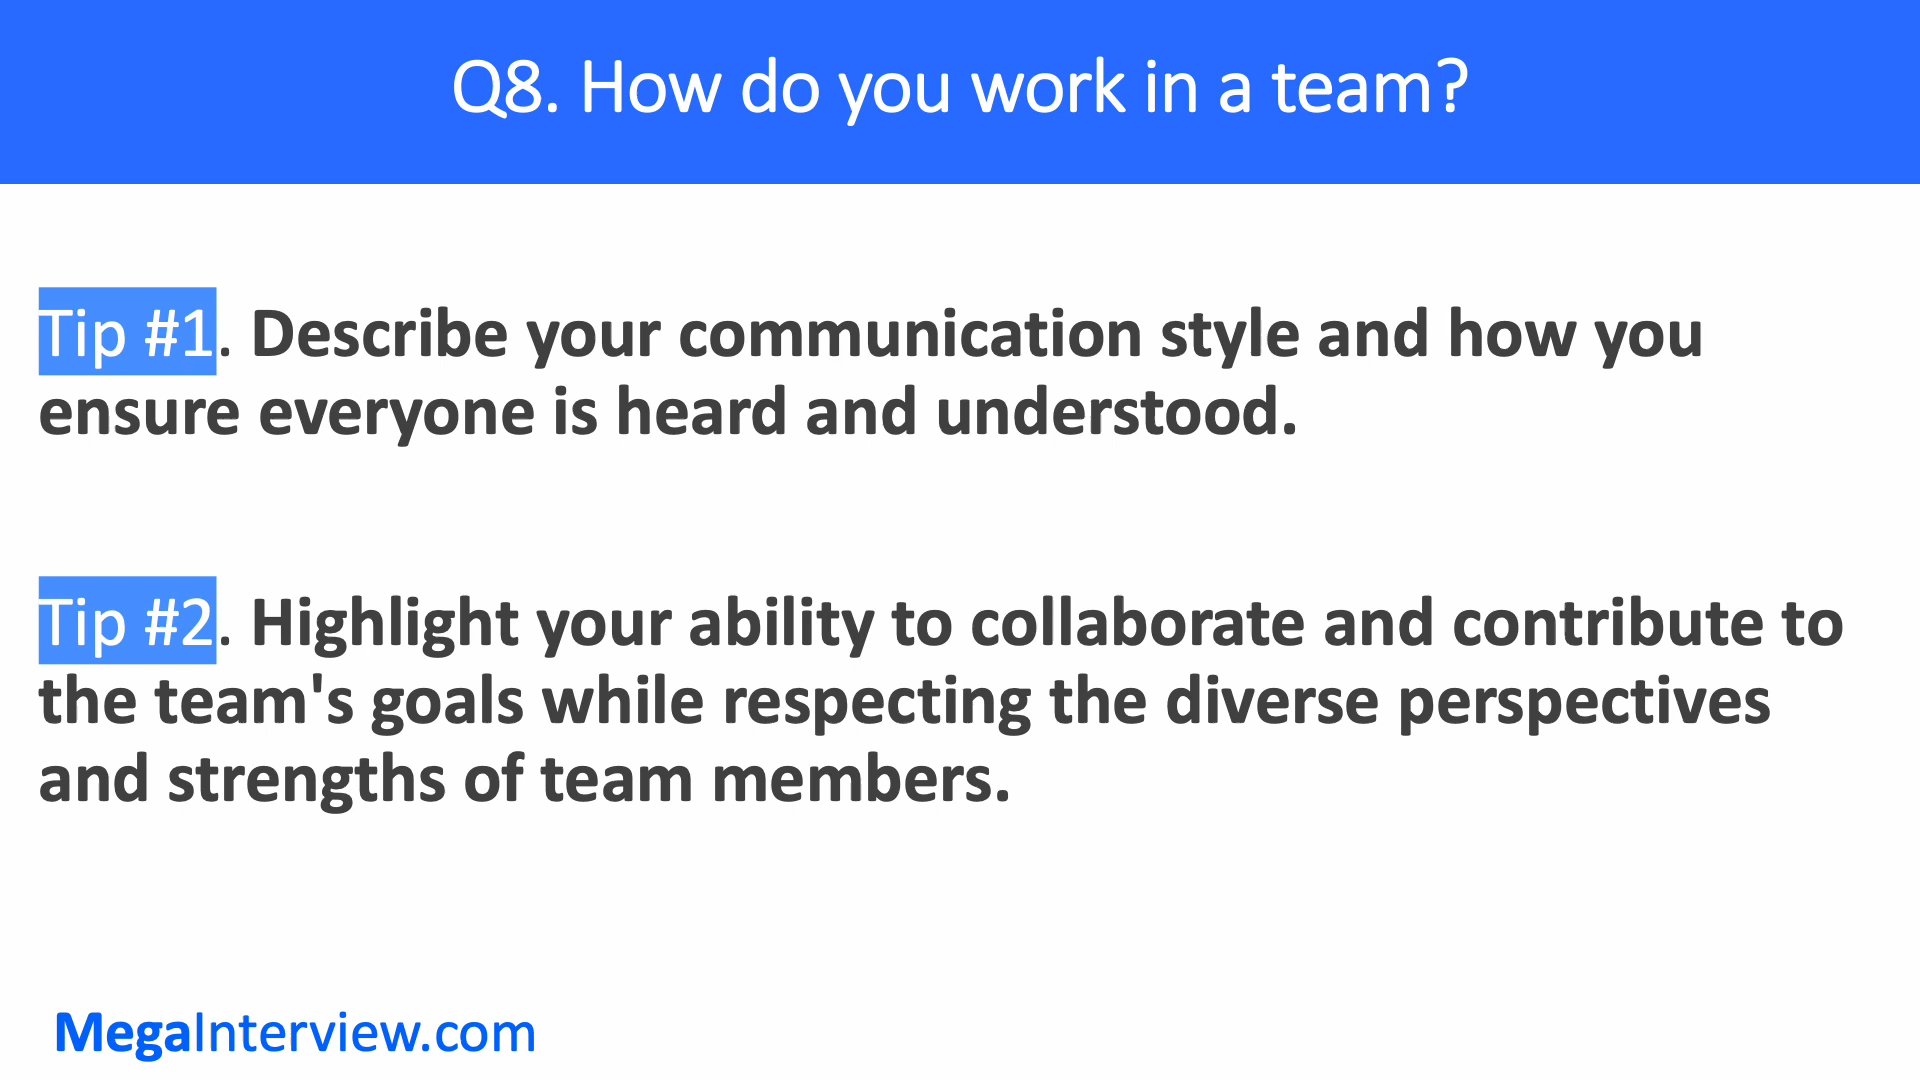 Q8. How do you work in a team?
Tip #1. Describe your communication style and how you
ensure everyone is heard and understood.
Tip #2. Highlight your ability to collaborate and contribute to
the team's goals while respecting the diverse perspectives
and strengths of team members.
MegaInterview.com